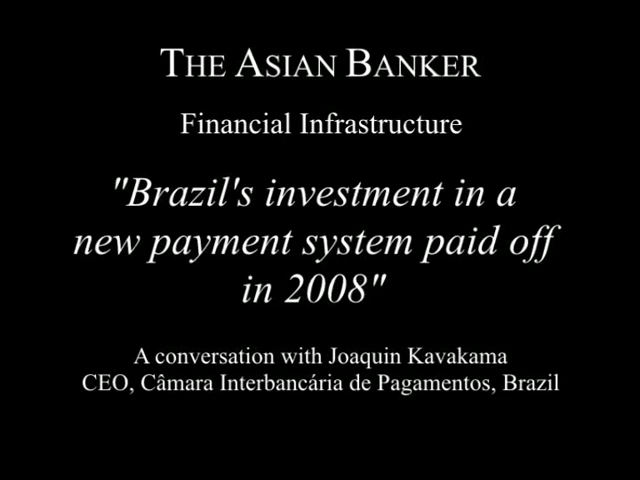 THE ASIAN BANKER
Financial Infrastructure
"Brazil's investment in a
new payment system paid off
in 2008"
A conversation with Joaquin Kavakama
CEO, Câmara Interbancária de Pagamentos, Brazil